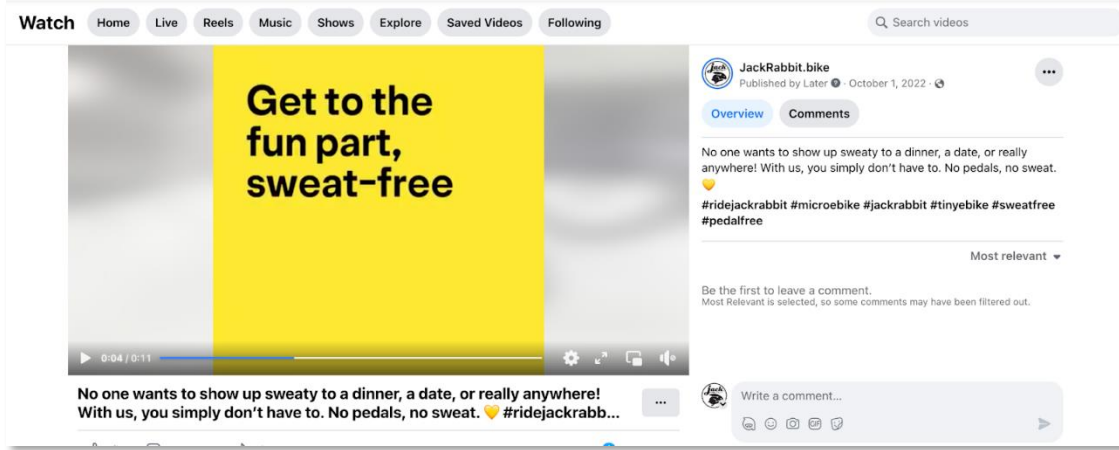 Watch Home Live Reels Music Shows Explore Saved Videos Following Search videos
Get to the
fun part,
sweat-free
0:04 / 0:11
No one wants to show up sweaty to a dinner, a date, or really anywhere!
With us, you simply don't have to. No pedals, no sweat. 💛 #ridejackrabb...
Jack
JackRabbit.bike
Published by Later · October 1, 2022 ·
Overview Comments
No one wants to show up sweaty to a dinner, a date, or really
anywhere! With us, you simply don't have to. No pedals, no sweat.
💛
#ridejackrabbit #microebike #jackrabbit #tinyebike #sweatfree
#pedalfree
Most relevant
Be the first to leave a comment.
Most Relevant is selected, so some comments may have been filtered out.
Jack
Write a comment...
GIF